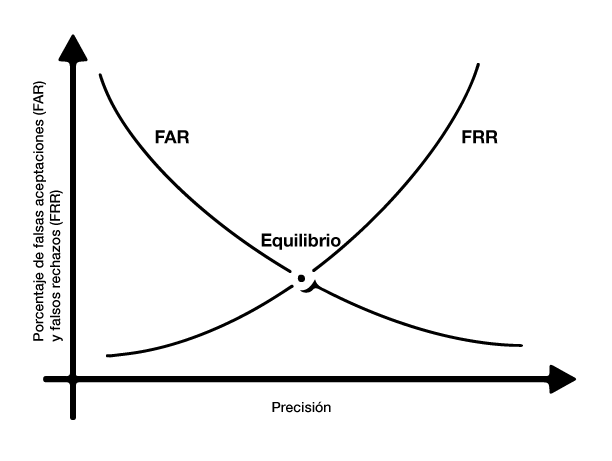 Porcentaje de falsas aceptaciones (FAR)
y falsos rechazos (FRR)
FAR
FRR
Equilibrio
Precisión